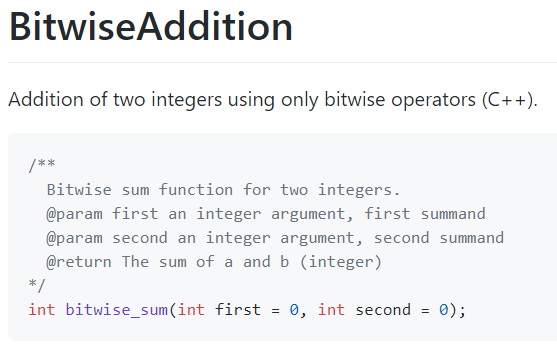 BitwiseAddition
Addition of two integers using only bitwise operators (C++).
/**
  Bitwise sum function for two integers.
  @param first an integer argument, first summand
  @param second an integer argument, second summand
  @return The sum of a and b (integer)
*/
int bitwise_sum(int first = 0, int second = 0);